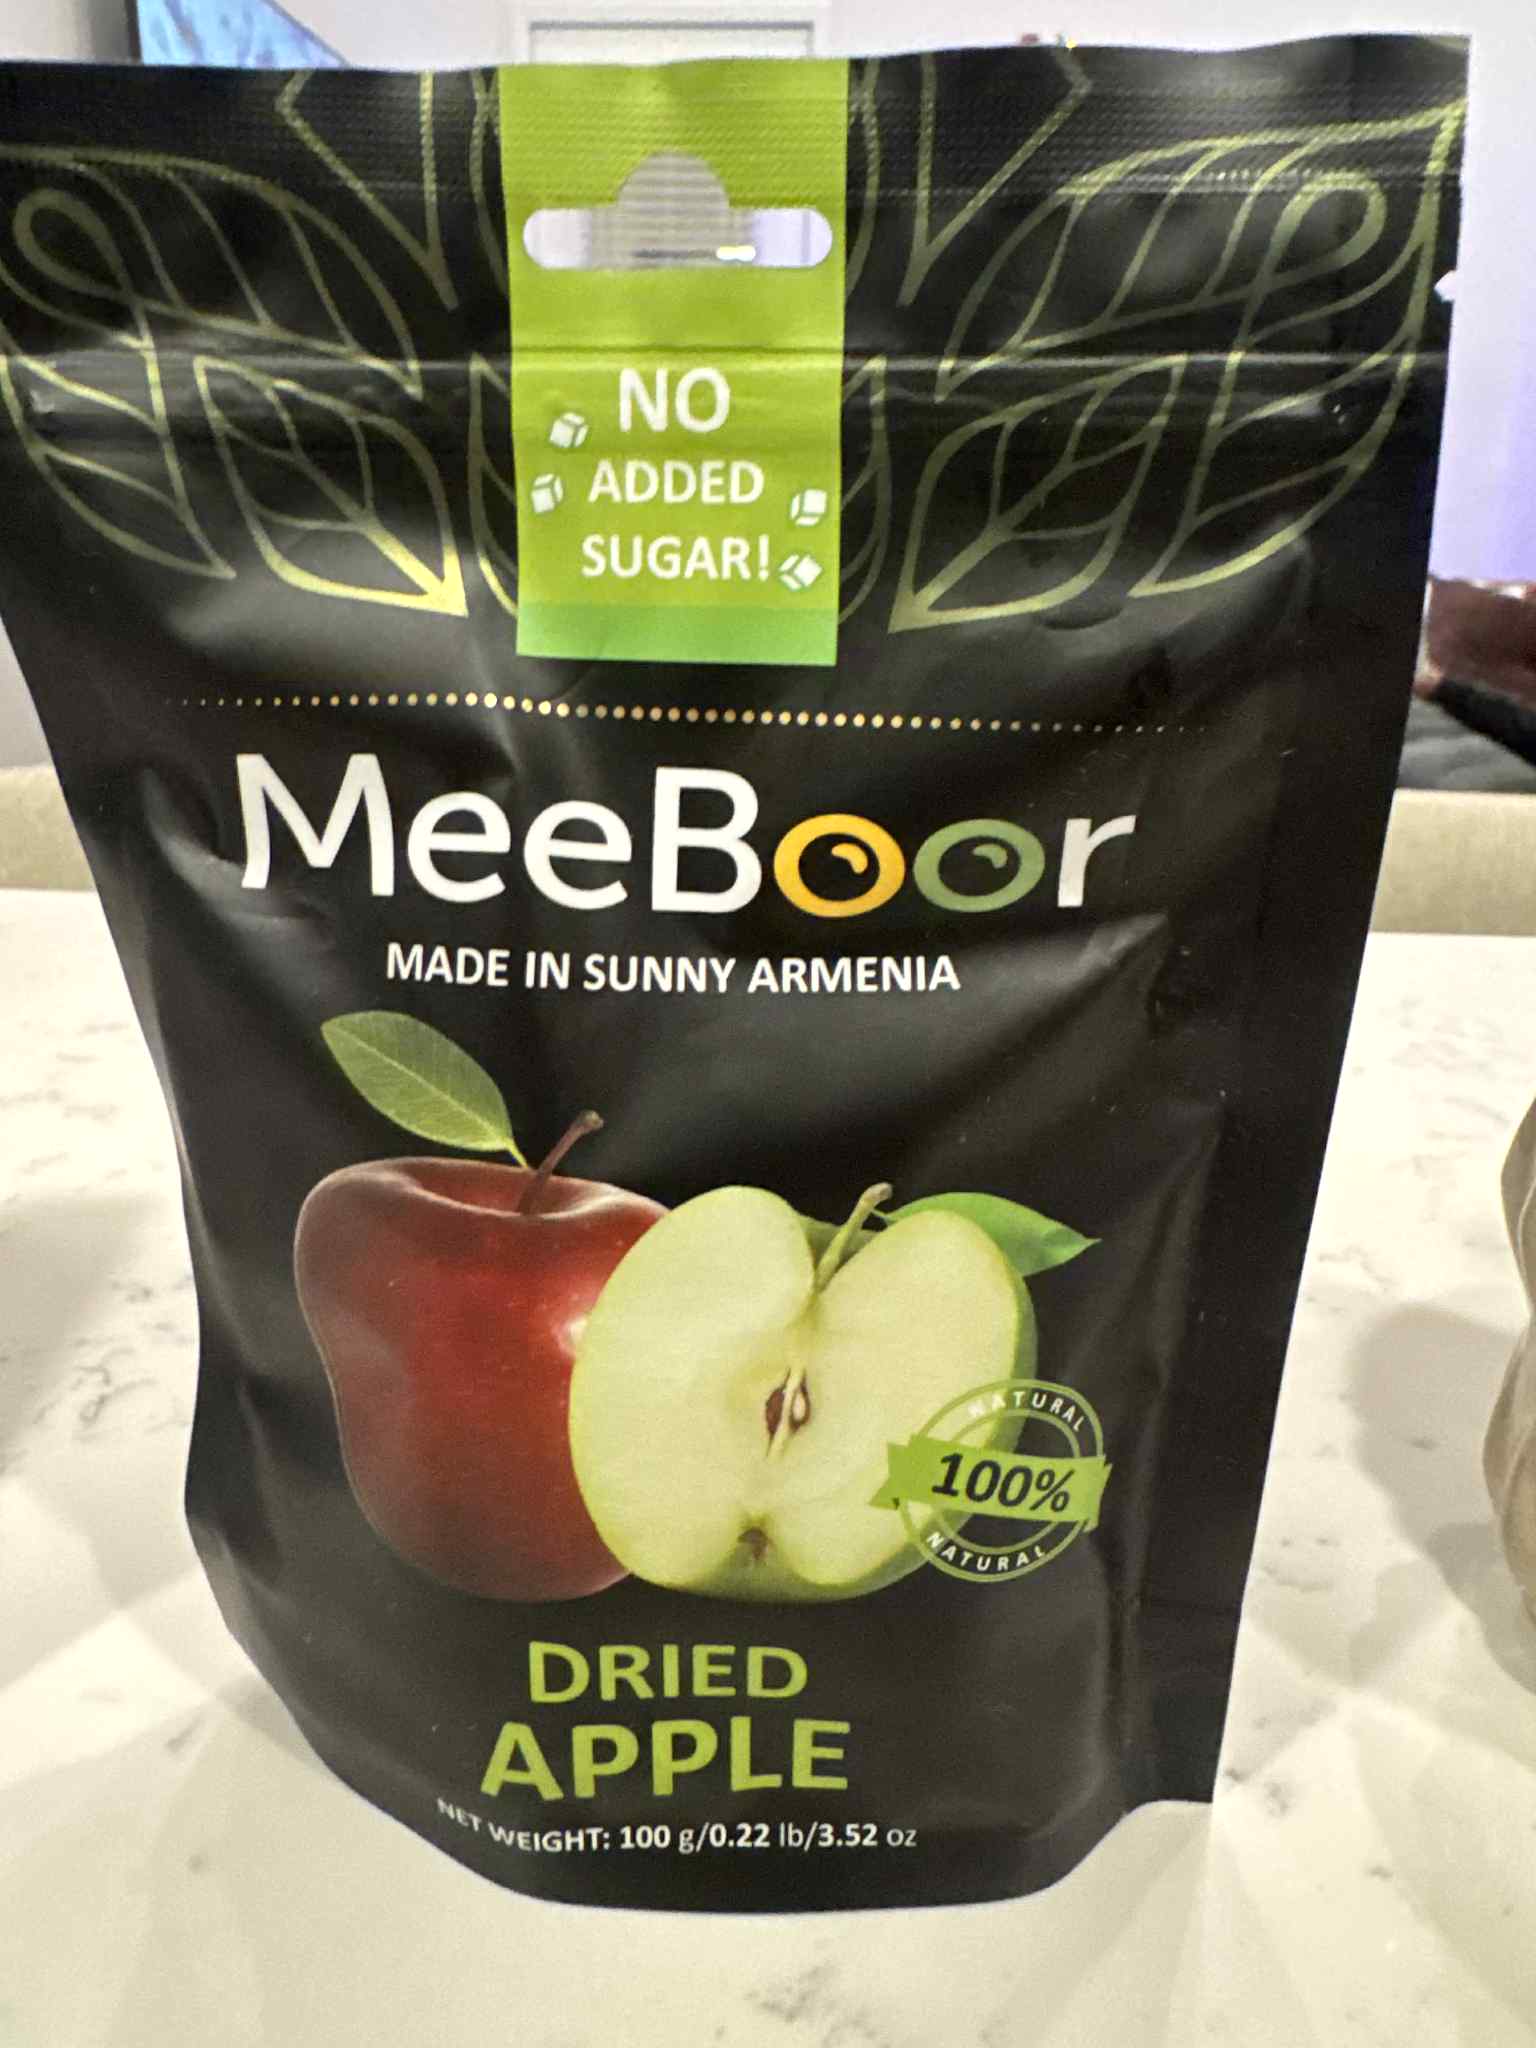 NO
ADDED
SUGAR!
MeeBoor
MADE IN SUNNY ARMENIA
NATURAL
100%
NATURAL
DRIED
APPLE
NET WEIGHT: 100 g/0.22 lb/3.52 oz